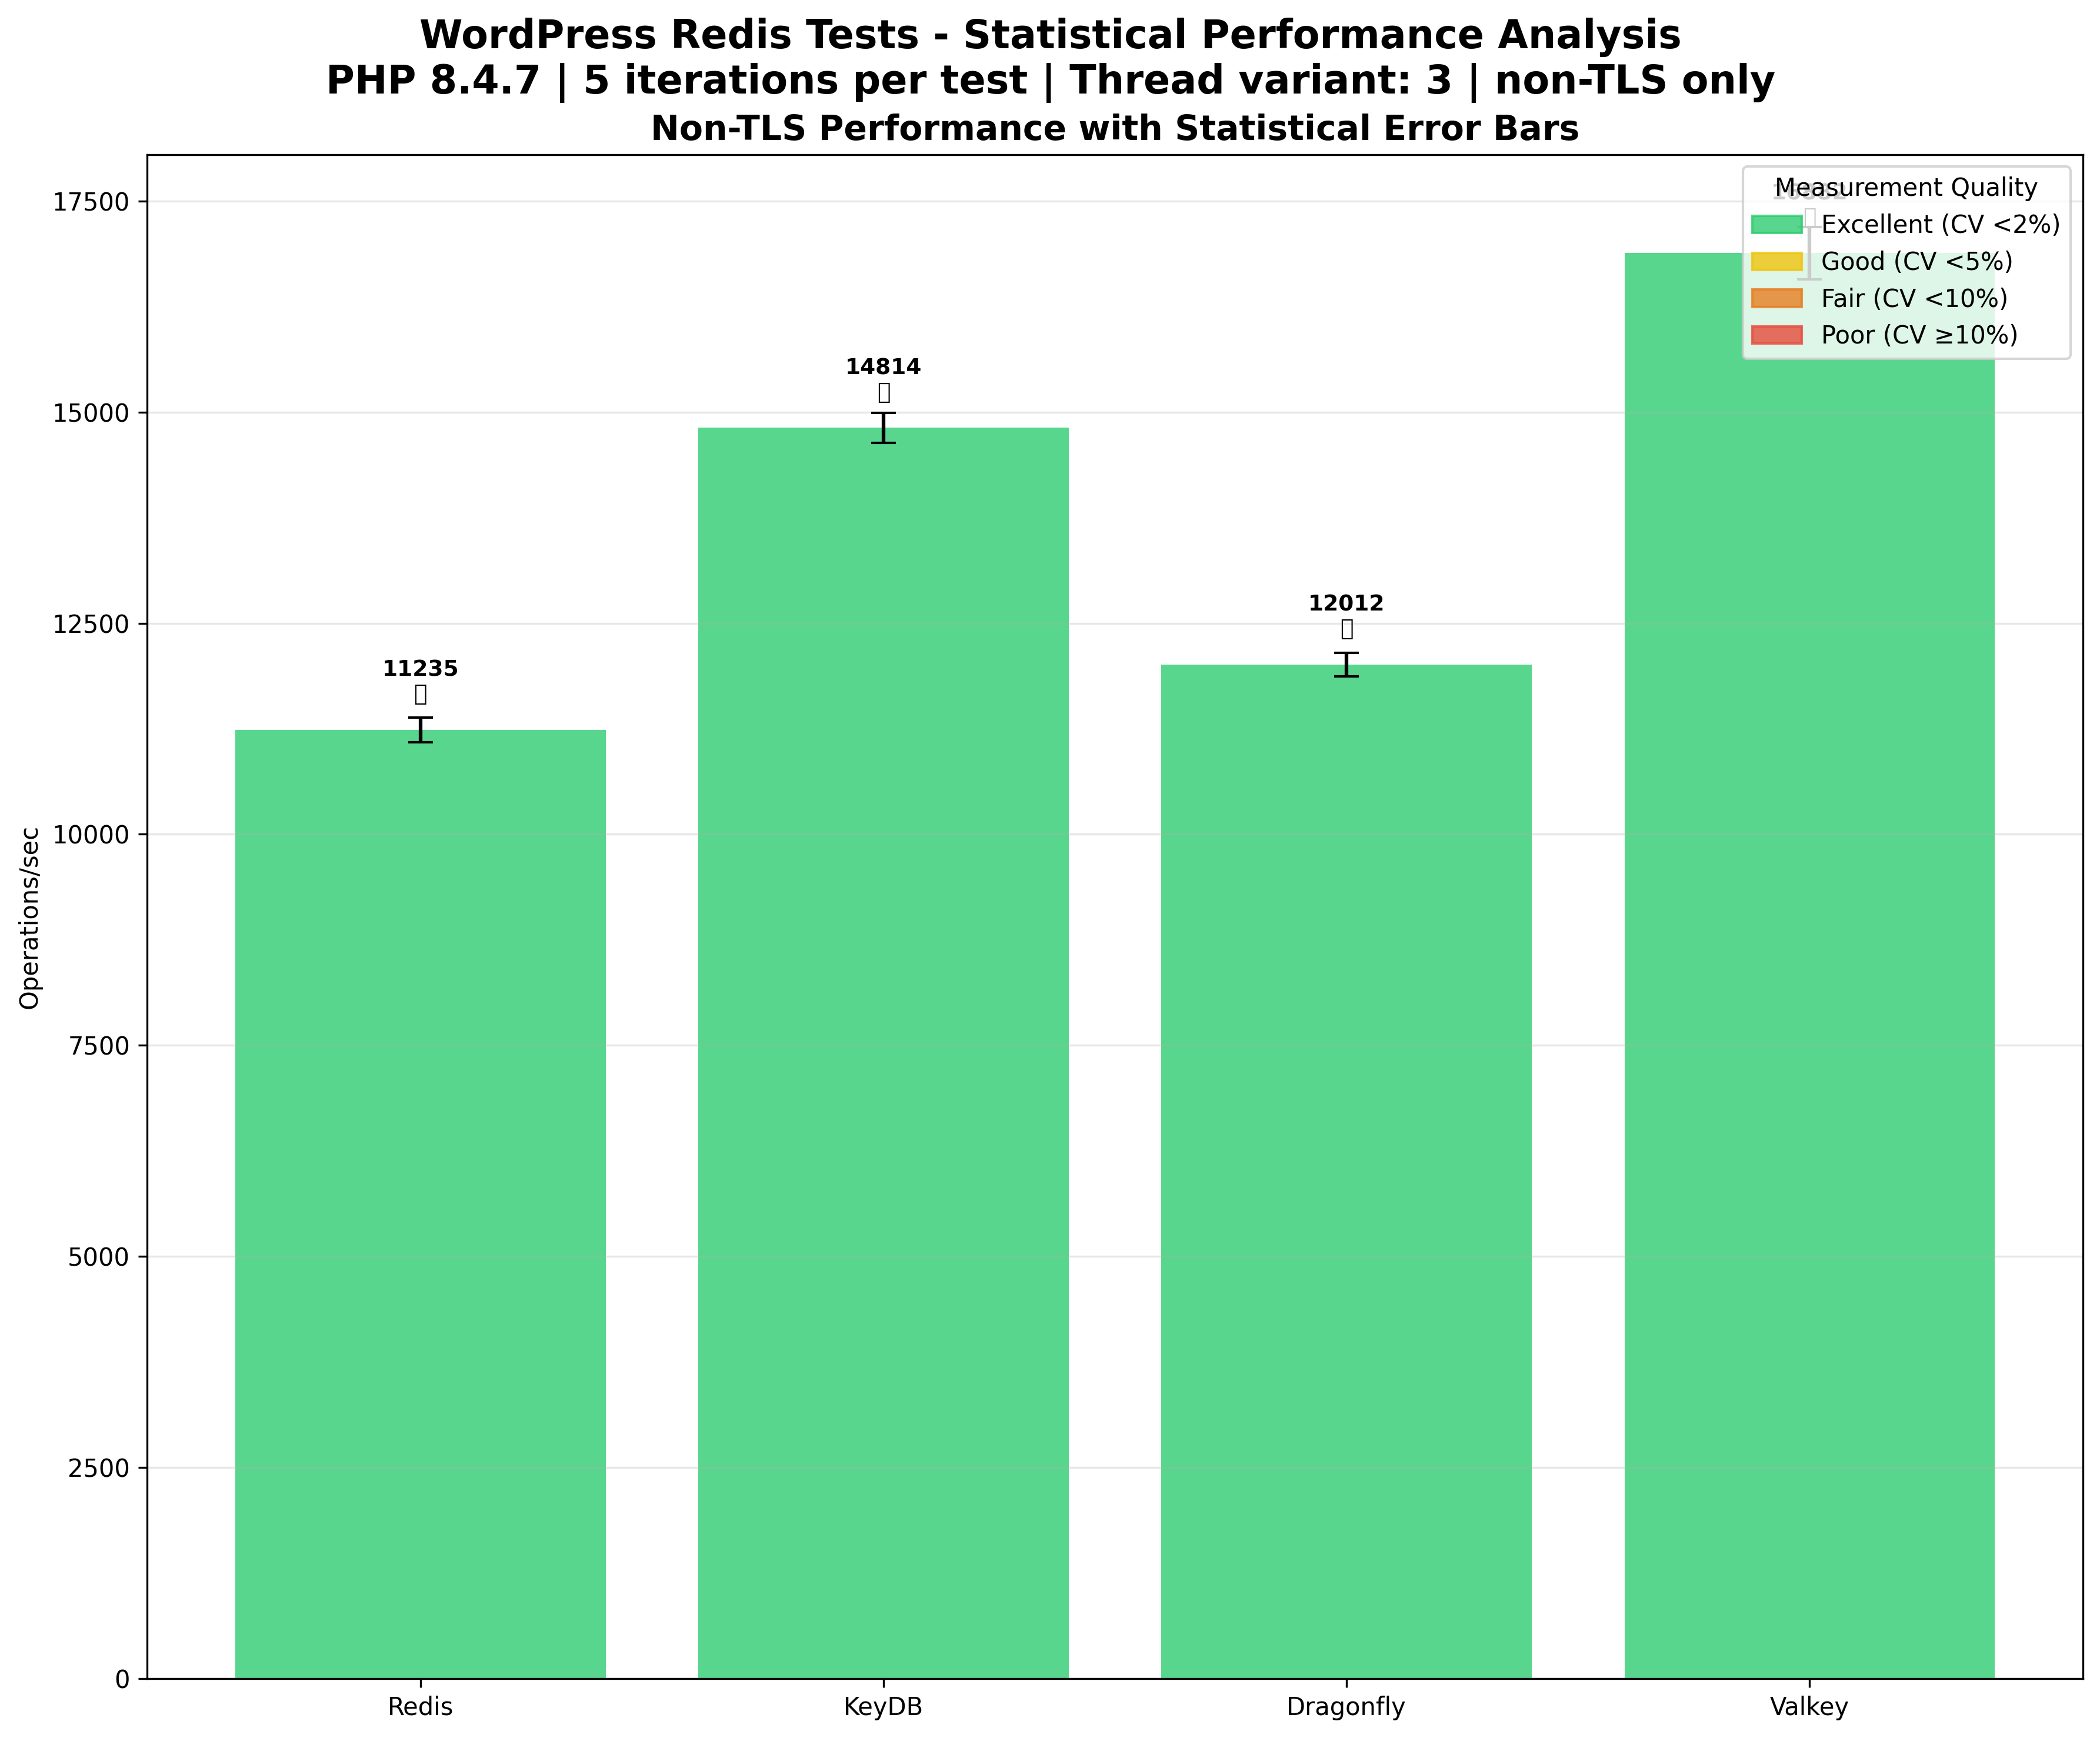 WordPress Redis Tests - Statistical Performance Analysis
PHP 8.4.7 | 5 iterations per test | Thread variant: 3 | non-TLS only
Non-TLS Performance with Statistical Error Bars
Measurement Quality
Excellent (CV <2%)
Good (CV <5%)
Fair (CV <10%)
Poor (CV ≥10%)
17500
15000
12500
10000
7500
5000
2500
0
Operations/sec
11235
14814
12012
Redis
KeyDB
Dragonfly
Valkey